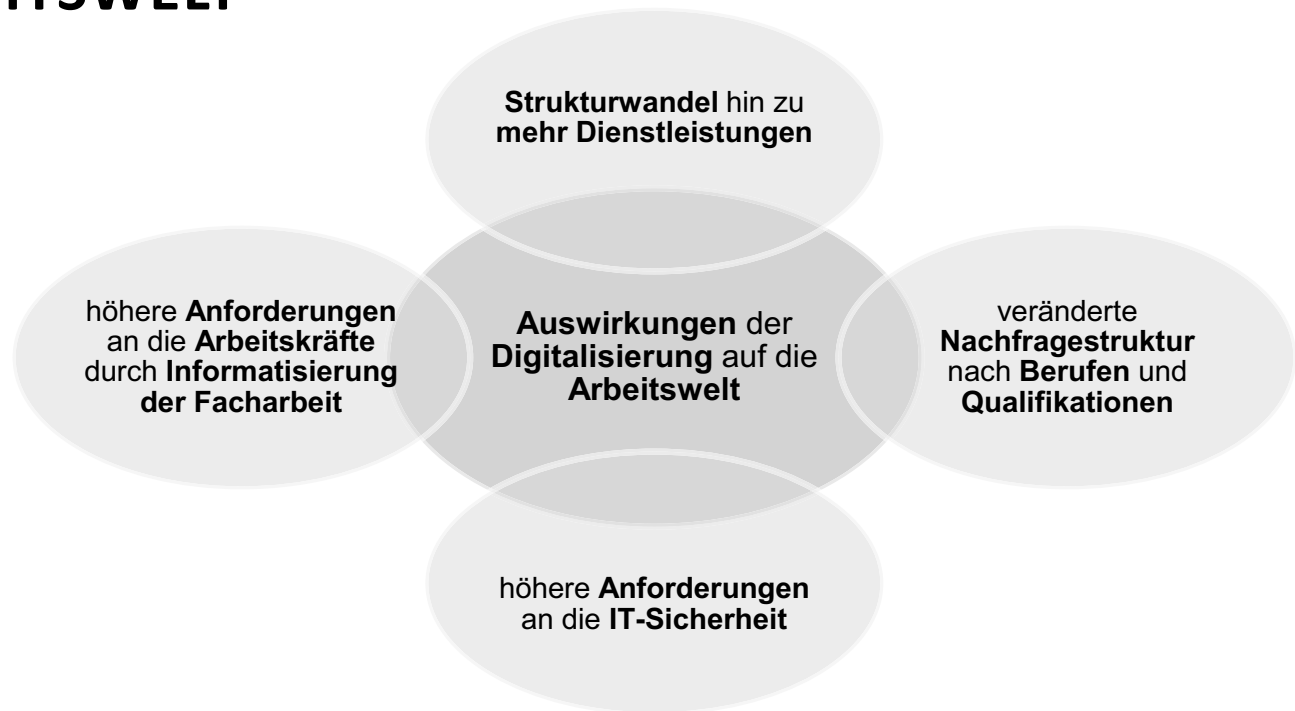 Strukturwandel hin zu
mehr Dienstleistungen
höhere Anforderungen
an die Arbeitskräfte
durch Informatisierung
der Facharbeit
Auswirkungen der
Digitalisierung auf die
Arbeitswelt
veränderte
Nachfragestruktur
nach Berufen und
Qualifikationen
höhere Anforderungen
an die IT-Sicherheit